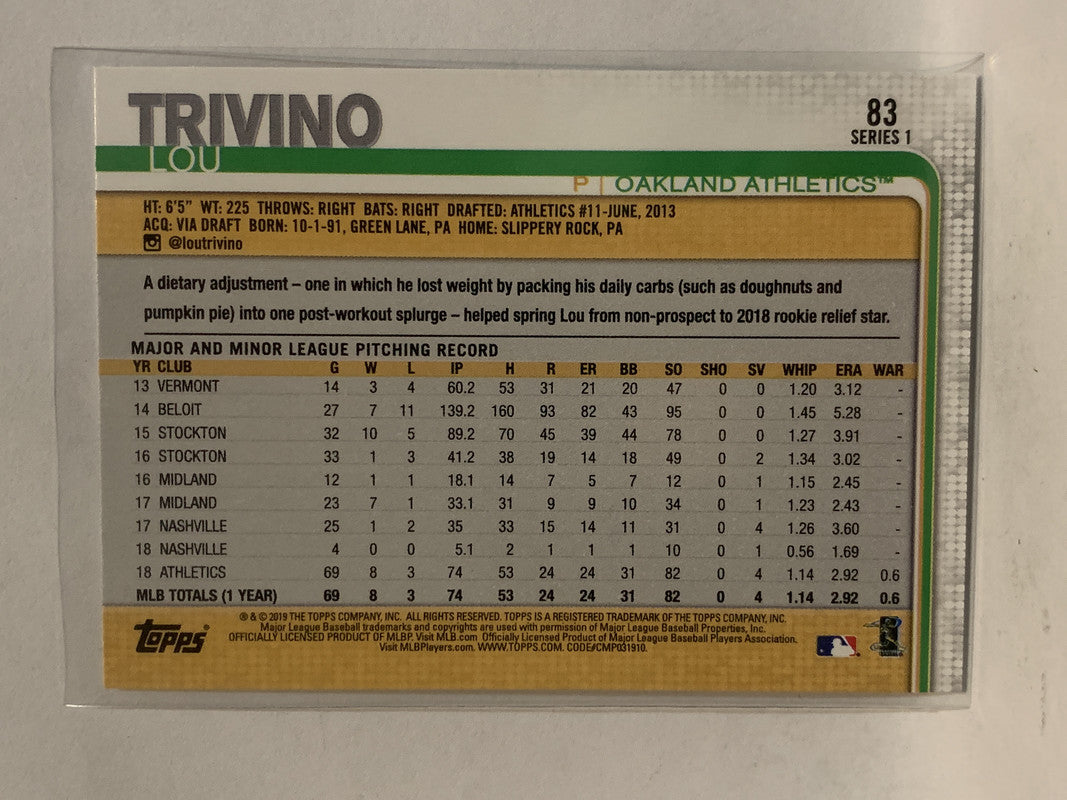 TRIVINO
LOU
83
SERIES 1
P | OAKLAND ATHLETICS™
HT: 6'5" WT: 225 THROWS: RIGHT BATS: RIGHT DRAFTED: ATHLETICS #11-JUNE, 2013
ACQ: VIA DRAFT BORN: 10-1-91, GREEN LANE, PA HOME: SLIPPERY ROCK, PA
@loutrivino
A dietary adjustment – one in which he lost weight by packing his daily carbs (such as doughnuts and
pumpkin pie) into one post-workout splurge – helped spring Lou from non-prospect to 2018 rookie relief star.
MAJOR AND MINOR LEAGUE PITCHING RECORD
YR CLUB G W L IP H R ER BB SO SHO SV WHIP ERA WAR
13 VERMONT 14 3 4 60.2 53 31 21 20 47 0 0 1.20 3.12 -
14 BELOIT 27 7 11 139.2 160 93 82 43 95 0 0 1.45 5.28 -
15 STOCKTON 32 10 5 89.2 70 45 39 44 78 0 0 1.27 3.91 -
16 STOCKTON 33 1 3 41.2 38 19 14 18 49 0 2 1.34 3.02 -
16 MIDLAND 12 1 1 18.1 14 7 5 7 12 0 1 1.15 2.45 -
17 MIDLAND 23 7 1 33.1 31 9 9 10 34 0 1 1.23 2.43 -
17 NASHVILLE 25 1 2 35 33 15 14 11 31 0 4 1.26 3.60 -
18 NASHVILLE 4 0 0 5.1 2 1 1 1 10 0 1 0.56 1.69 -
18 ATHLETICS 69 8 3 74 53 24 24 31 82 0 4 1.14 2.92 0.6
MLB TOTALS (1 YEAR) 69 8 3 74 53 24 24 31 82 0 4 1.14 2.92 0.6
topps®
® & © 2019 THE TOPPS COMPANY, INC. ALL RIGHTS RESERVED. TOPPS IS A REGISTERED TRADEMARK OF THE TOPPS COMPANY, INC.
Major League Baseball trademarks and copyrights are used with permission of Major League Baseball Properties, Inc.
OFFICIALLY LICENSED PRODUCT OF MLBP. Visit MLB.com Officially Licensed Product of Major League Baseball Players Association.
Visit MLBPlayers.com. WWW.TOPPS.COM. CODE#CMP031910.